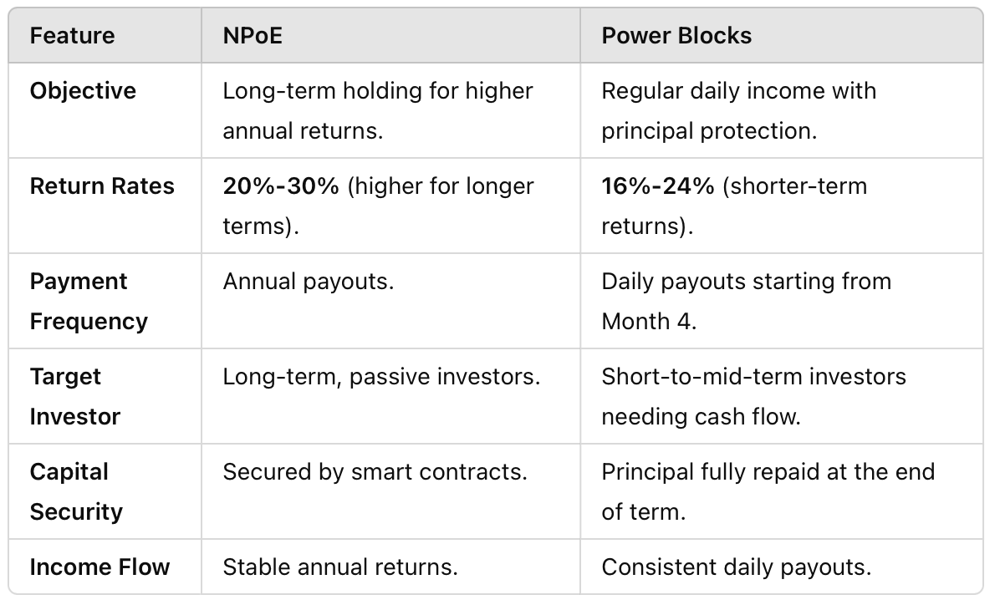 Feature NPoE Power Blocks
Objective Long-term holding for higher Regular daily income with
annual returns. principal protection.
Return Rates 20%-30% (higher for longer 16%-24% (shorter-term
terms). returns).
Payment Annual payouts. Daily payouts starting from
Frequency Month 4.
Target Long-term, passive investors. Short-to-mid-term investors
Investor needing cash flow.
Capital Secured by smart contracts. Principal fully repaid at the end
Security of term.
Income Flow Stable annual returns. Consistent daily payouts.